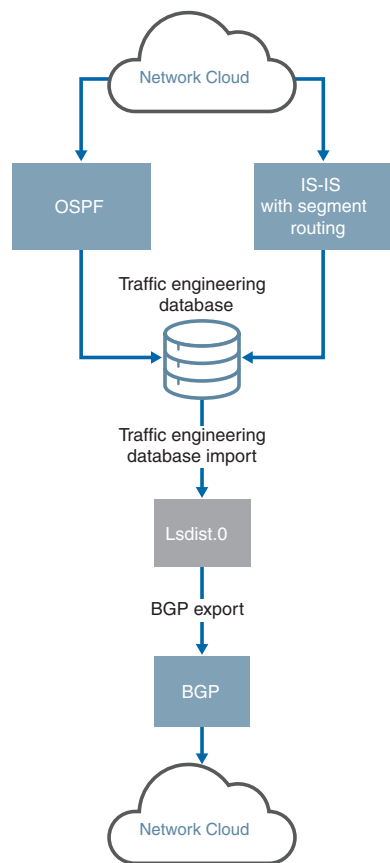 Network Cloud
OSPF
IS-IS
with segment
routing
Traffic engineering
database
Traffic engineering
database import
Lsdist.0
BGP export
BGP
Network Cloud